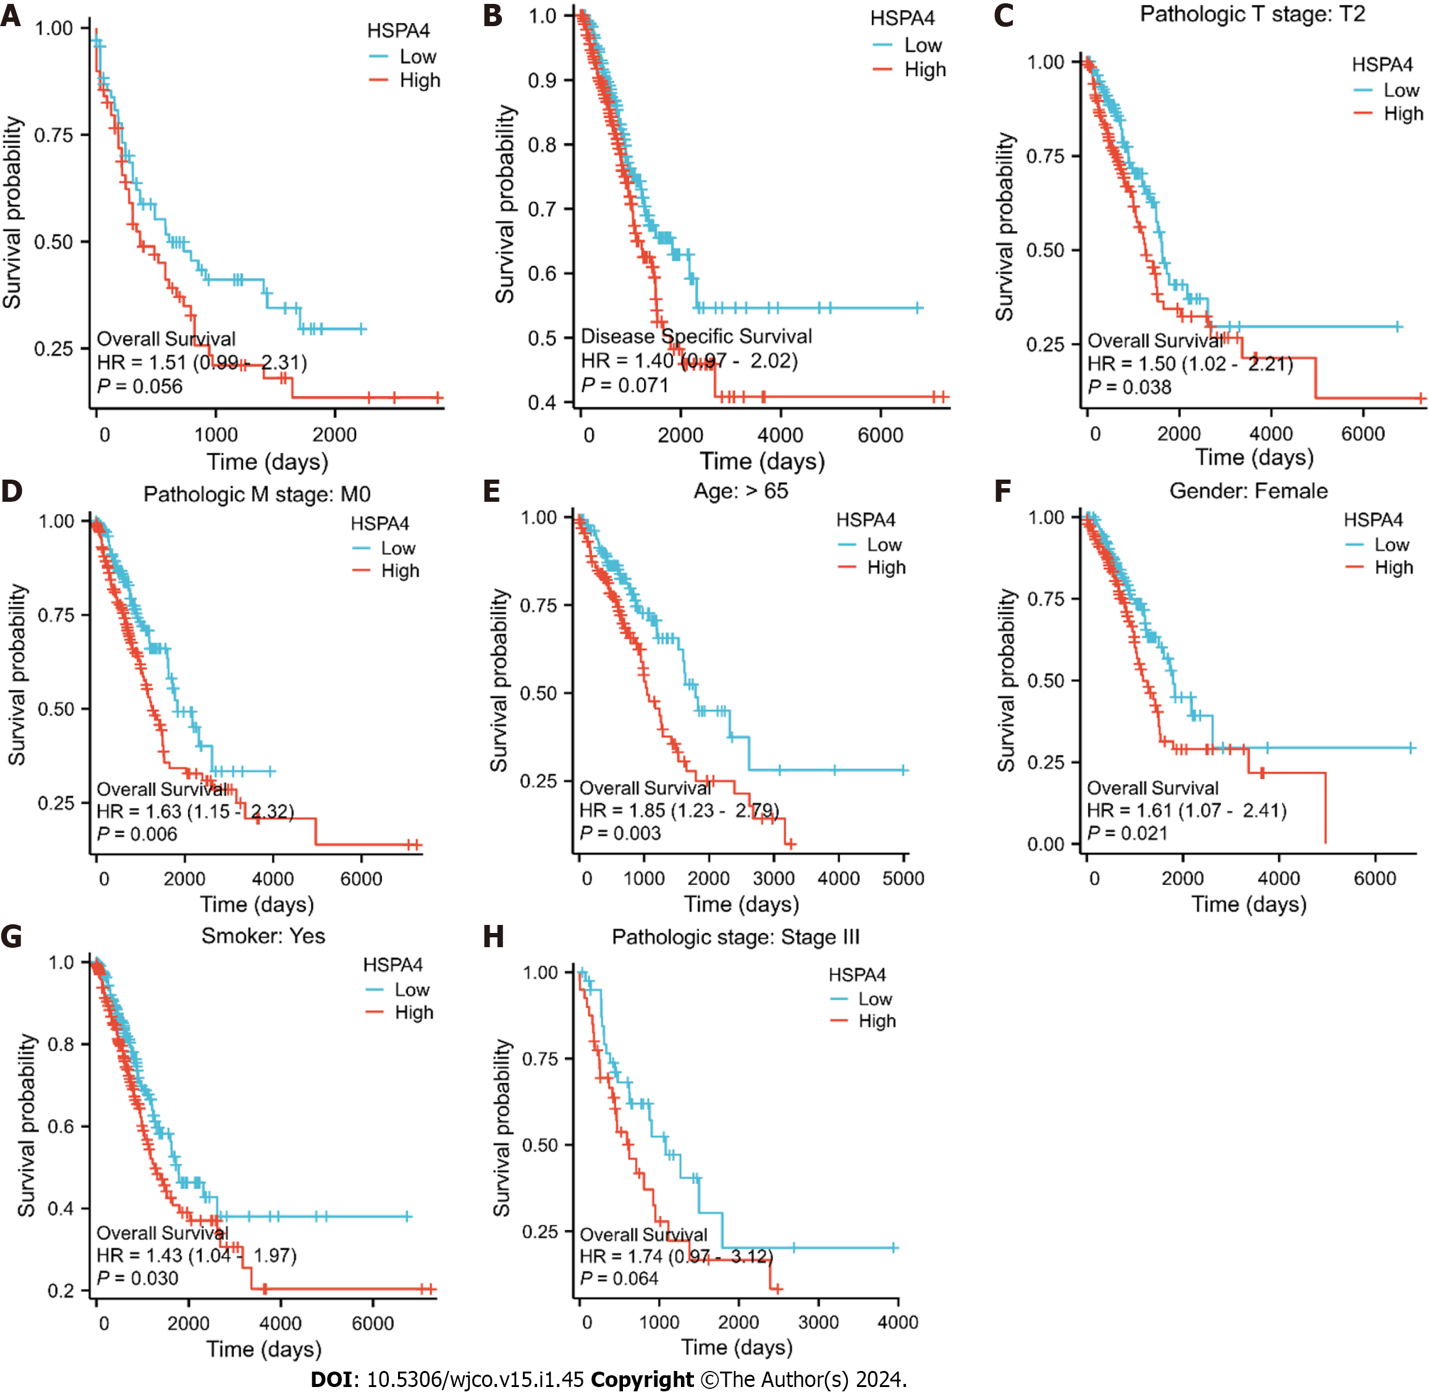 A
HSPA4
Low
High
Survival probability
1.00
0.75
0.50
0.25
Overall Survival
HR = 1.51 (0.99 - 2.31)
P = 0.056
0 1000 2000
Time (days)
B
HSPA4
Low
High
Survival probability
1.0
0.9
0.8
0.7
0.6
0.5
0.4
Disease Specific Survival
HR = 1.40 (0.97 - 2.02)
P = 0.071
0 2000 4000 6000
Time (days)
C
Pathologic T stage: T2
HSPA4
Low
High
Survival probability
1.00
0.75
0.50
0.25
Overall Survival
HR = 1.50 (1.02 - 2.21)
P = 0.038
0 2000 4000 6000
Time (days)
D
Pathologic M stage: M0
HSPA4
Low
High
Survival probability
1.00
0.75
0.50
0.25
Overall Survival
HR = 1.63 (1.15 - 2.32)
P = 0.006
0 2000 4000 6000
Time (days)
E
Age: > 65
HSPA4
Low
High
Survival probability
1.00
0.75
0.50
0.25
Overall Survival
HR = 1.85 (1.23 - 2.79)
P = 0.003
0 1000 2000 3000 4000 5000
Time (days)
F
Gender: Female
HSPA4
Low
High
Survival probability
1.00
0.75
0.50
0.25
0.00
Overall Survival
HR = 1.61 (1.07 - 2.41)
P = 0.021
0 2000 4000 6000
Time (days)
G
Smoker: Yes
HSPA4
Low
High
Survival probability
1.0
0.8
0.6
0.4
0.2
Overall Survival
HR = 1.43 (1.04 - 1.97)
P = 0.030
0 2000 4000 6000
Time (days)
H
Pathologic stage: Stage III
HSPA4
Low
High
Survival probability
1.00
0.75
0.50
0.25
Overall Survival
HR = 1.74 (0.97 - 3.12)
P = 0.064
0 1000 2000 3000 4000
Time (days)
DOI: 10.5306/wjco.v15.i1.45 Copyright ©The Author(s) 2024.